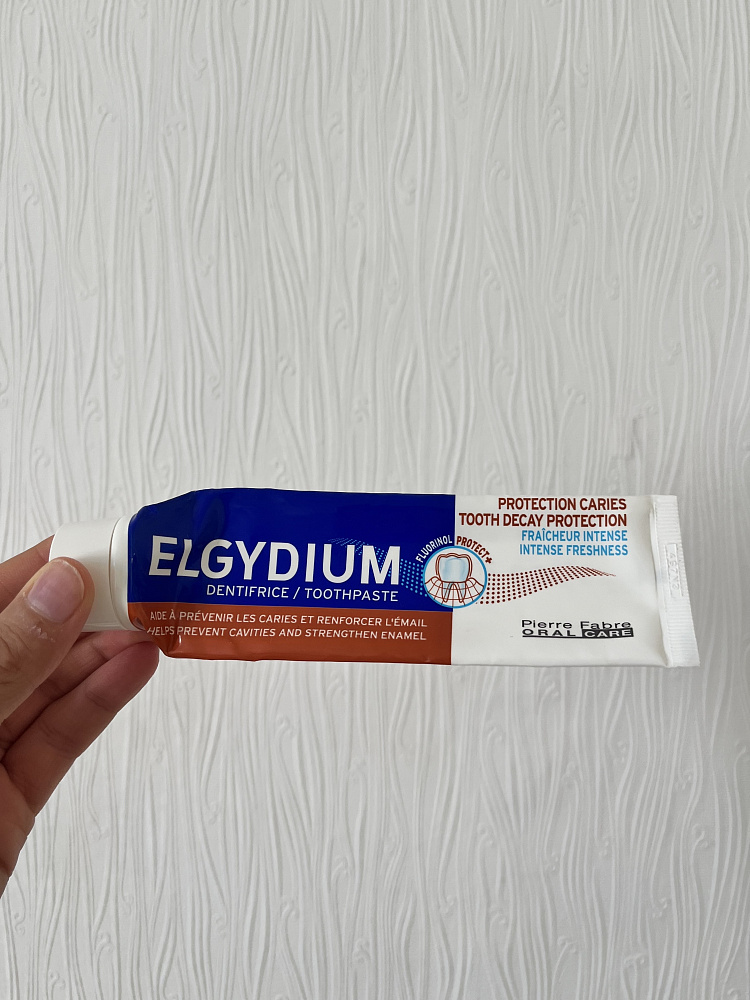 ELGYDIUM
DENTIFRICE / TOOTHPASTE
AIDE À PRÉVENIR LES CARIES ET RENFORCER L'ÉMAIL
HELPS PREVENT CAVITIES AND STRENGTHEN ENAMEL
FLUORINOL PROTECT+
PROTECTION CARIES
TOOTH DECAY PROTECTION
FRAÎCHEUR INTENSE
INTENSE FRESHNESS
Pierre Fabre
ORAL CARE